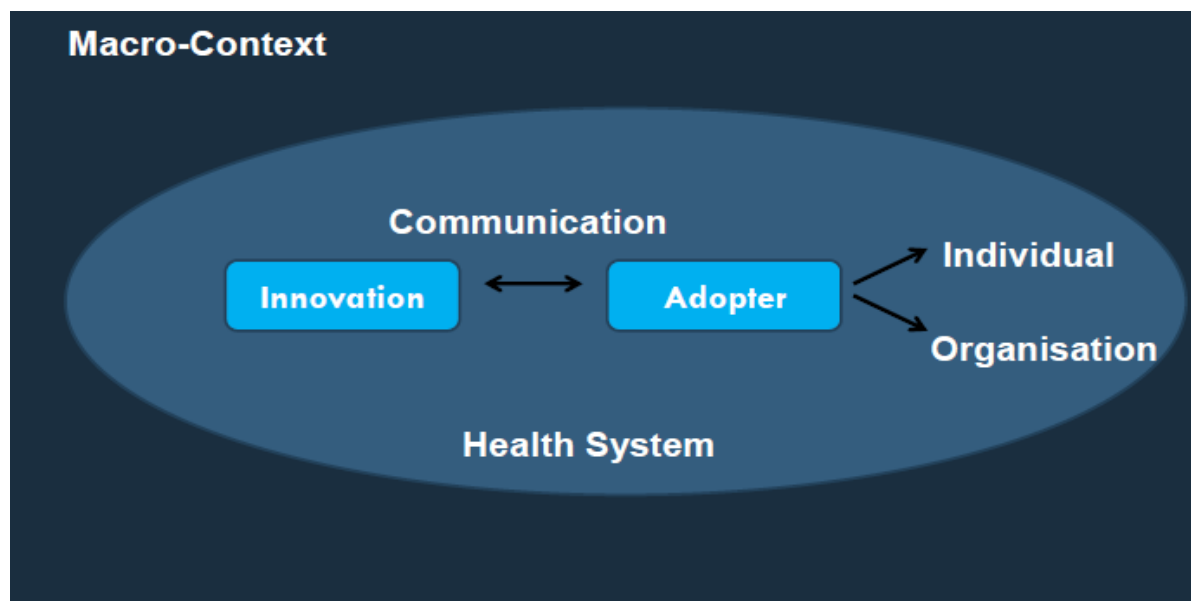 Macro-Context
Communication
Innovation
Adopter
Individual
Organisation
Health System